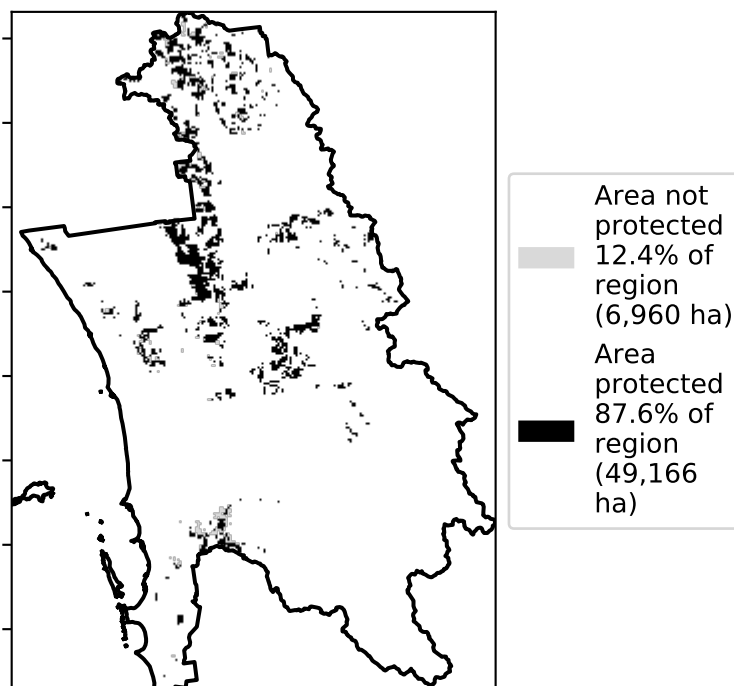 Area not
protected
12.4% of
region
(6,960 ha)
Area
protected
87.6% of
region
(49,166
ha)